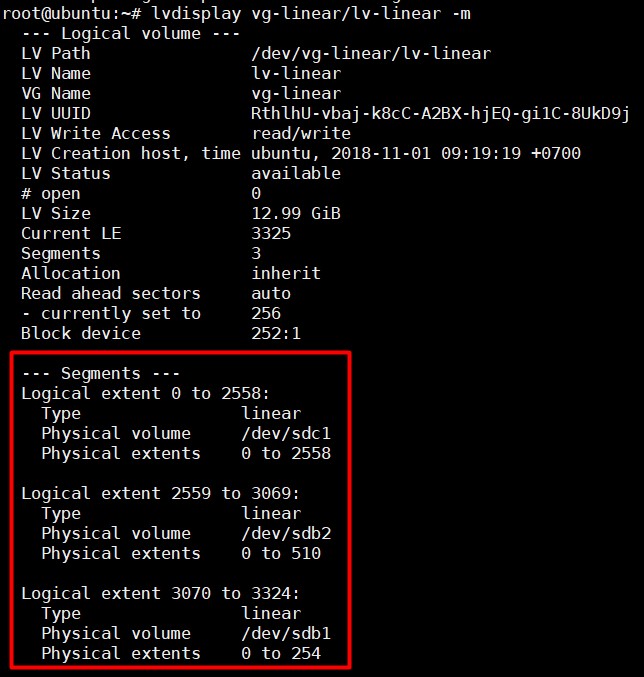 root@ubuntu:~# lvdisplay vg-linear/lv-linear -m
--- Logical volume ---
LV Path /dev/vg-linear/lv-linear
LV Name lv-linear
VG Name vg-linear
LV UUID RthlhU-vbaj-k8cC-A2BX-hjEQ-gi1C-8UkD9j
LV Write Access read/write
LV Creation host, time ubuntu, 2018-11-01 09:19:19 +0700
LV Status available
# open 0
LV Size 12.99 GiB
Current LE 3325
Segments 3
Allocation inherit
Read ahead sectors auto
- currently set to 256
Block device 252:1
--- Segments ---
Logical extent 0 to 2558:
Type linear
Physical volume /dev/sdc1
Physical extents 0 to 2558
Logical extent 2559 to 3069:
Type linear
Physical volume /dev/sdb2
Physical extents 0 to 510
Logical extent 3070 to 3324:
Type linear
Physical volume /dev/sdb1
Physical extents 0 to 254